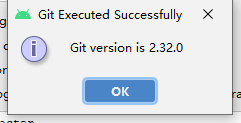 Git Executed Successfully
Git version is 2.32.0
OK